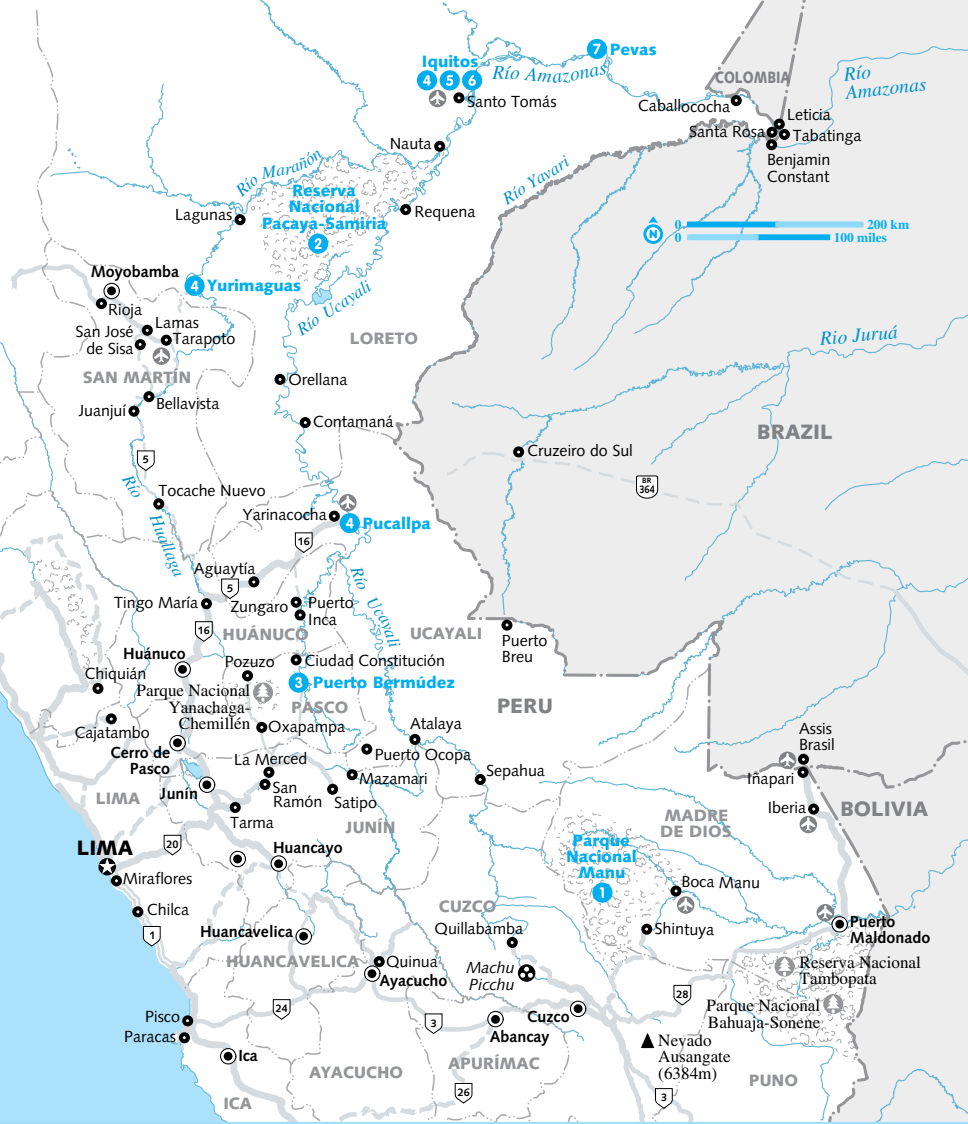 7 Pevas
Iquitos
4 5 6
Río Amazonas
COLOMBIA
Río
Amazonas
Santo Tomás
Caballococha
Leticia
Santa Rosa
Tabatinga
Nauta
Benjamin
Constant
Río Marañón
Río Yavari
Reserva
Nacional
Pacaya-Samiria
2
Lagunas
Requena
N
0 200 km
0 100 miles
Moyobamba
4 Yurimaguas
Rioja
Río Ucayali
Lamas
San José
de Sisa
Tarapoto
LORETO
Río Juruá
SAN MARTÍN
Orellana
Bellavista
Juanjuí
Contamaná
BRAZIL
Cruzeiro do Sul
5
BR
364
Río
Huallaga
Tocache Nuevo
Yarinacocha
4 Pucallpa
16
Aguaytía
5
Río Ucayali
Tingo María
Zungaro
Puerto
Inca
16
HUÁNUCO
UCAYALI
Puerto
Breu
Huánuco
Pozuzo
Ciudad Constitución
Chiquián
3 Puerto Bermúdez
Parque Nacional
Yanachaga-
Chemillén
PASCO
PERU
Cajatambo
Oxapampa
Atalaya
Assis
Brasil
Cerro de
Pasco
La Merced
Puerto Ocopa
Sepahua
Iñapari
Junín
San
Ramón
Mazamari
Satipo
LIMA
Tarma
Iberia
BOLIVIA
JUNÍN
MADRE
DE DIOS
LIMA
20
Huancayo
Parque
Nacional
Manu
1
Miraflores
Boca Manu
Chilca
CUZCO
1
Huancavelica
Quillabamba
Shintuya
Puerto
Maldonado
HUANCAVELICA
Quinua
Ayacucho
Machu
Picchu
Reserva Nacional
Tambopata
28
24
Parque Nacional
Bahuaja-Sonene
Pisco
3
Cuzco
Abancay
Paracas
Nevado
Ausangate
(6384m)
Ica
APURÍMAC
AYACUCHO
PUNO
26
3
ICA